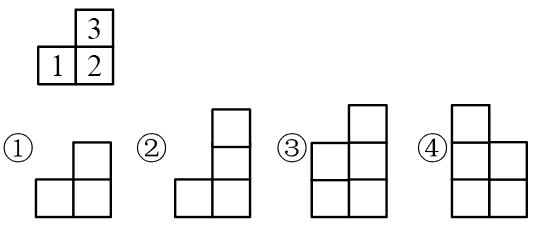 3
1 2
① ② ③ ④